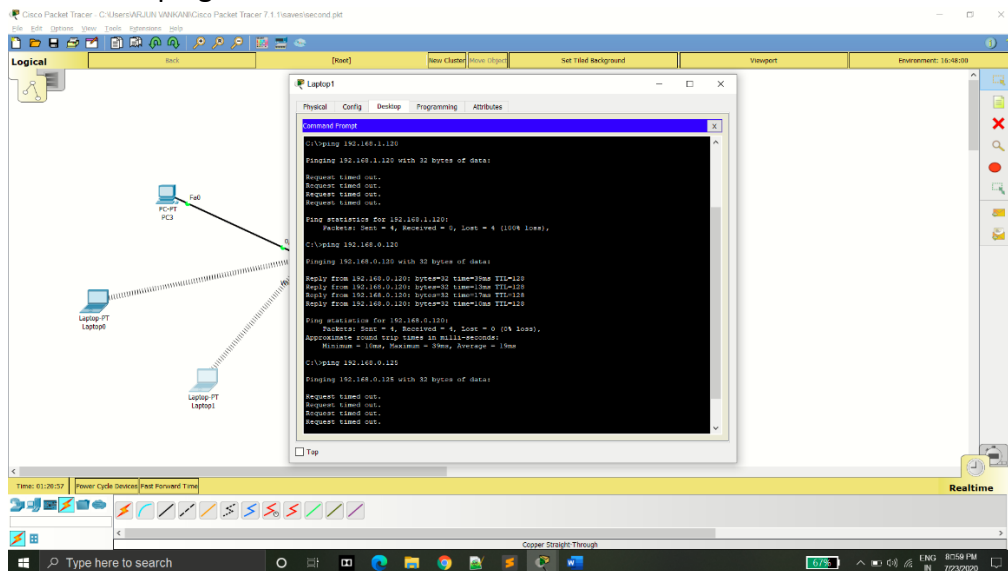 Cisco Packet Tracer - C:\Users\ARJUN VANKANI\Cisco Packet Tracer 7.1.1\saves\second.pkt
File Edit Options View Tools Extensions Help
Logical Back [Root] New Cluster Move Object Set Tiled Background Viewport Environment: 16:48:00
Laptop1
Physical Config Desktop Programming Attributes
Command Prompt X
C:\>ping 192.168.1.120
Pinging 192.168.1.120 with 32 bytes of data:
Request timed out.
Request timed out.
Request timed out.
Request timed out.
Ping statistics for 192.168.1.120:
Packets: Sent = 4, Received = 0, Lost = 4 (100% loss),
C:\>ping 192.168.0.120
Pinging 192.168.0.120 with 32 bytes of data:
Reply from 192.168.0.120: bytes=32 time=39ms TTL=128
Reply from 192.168.0.120: bytes=32 time=13ms TTL=128
Reply from 192.168.0.120: bytes=32 time=17ms TTL=128
Reply from 192.168.0.120: bytes=32 time=10ms TTL=128
Ping statistics for 192.168.0.120:
Packets: Sent = 4, Received = 4, Lost = 0 (0% loss),
Approximate round trip times in milli-seconds:
Minimum = 10ms, Maximum = 39ms, Average = 19ms
C:\>ping 192.168.0.125
Pinging 192.168.0.125 with 32 bytes of data:
Request timed out.
Request timed out.
Request timed out.
Request timed out.
Top
Fa0
PC-PT
PC3
Laptop-PT
Laptop0
Laptop-PT
Laptop1
Time: 01:20:57 Power Cycle Devices Fast Forward Time Realtime
Copper Straight-Through
Type here to search
67%
ENG
IN
8:59 PM
7/23/2020